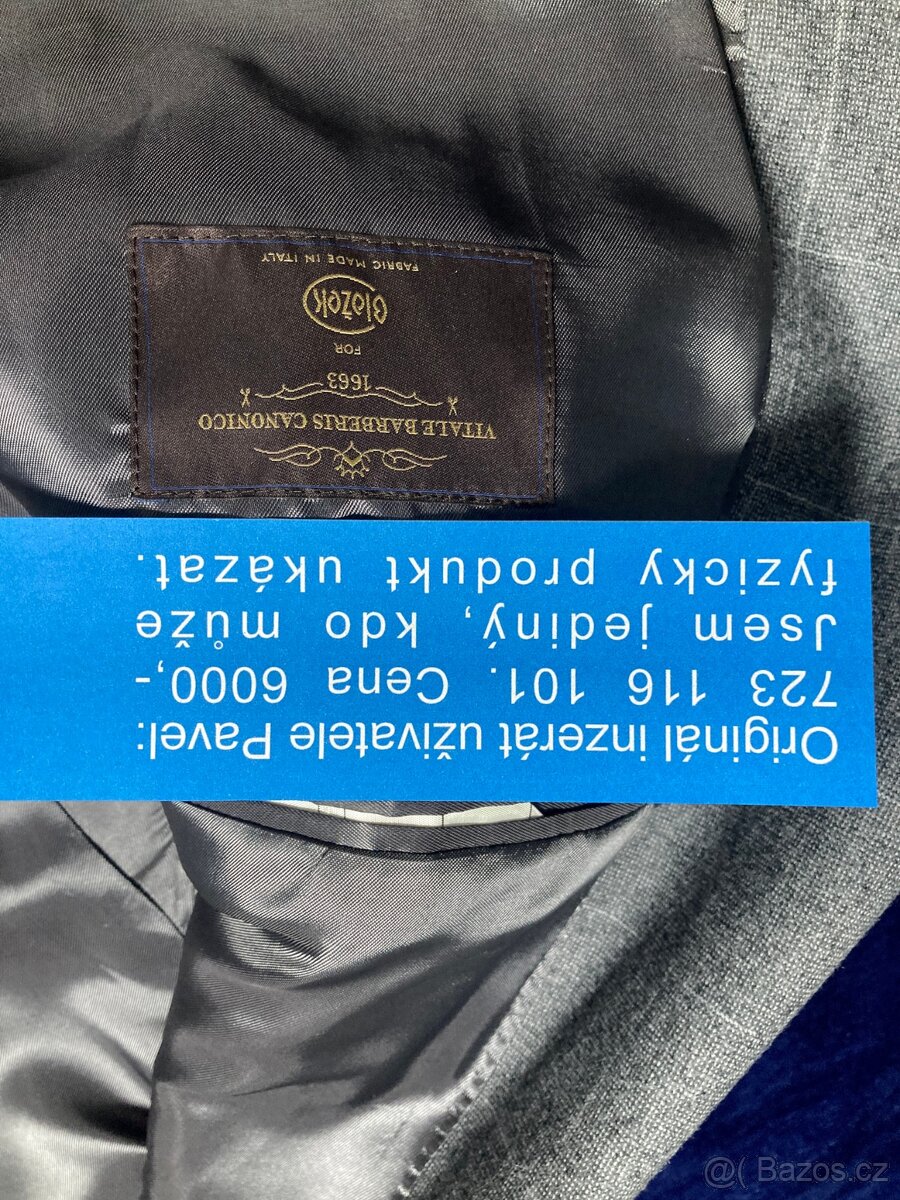 VITALE BARBERIS CANONICO
1663
FOR
Blažek
FABRIC MADE IN ITALY
Originál inzerát uživatele Pavel:
723 116 101. Cena 6000,-
Jsem jediný, kdo může
fyzicky produkt ukázat.
@( Bazos.cz